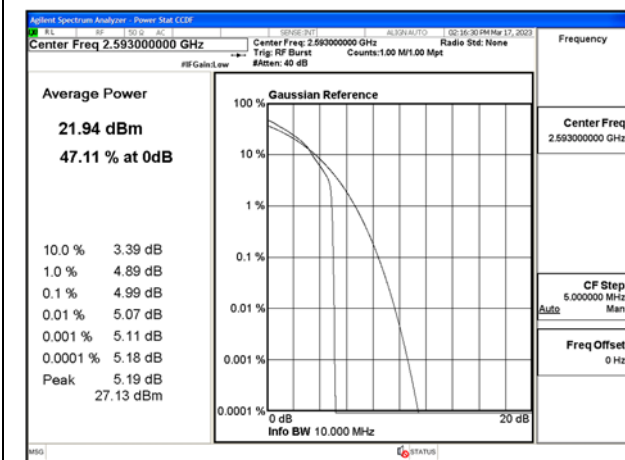 Agilent Spectrum Analyzer - Power Stat CCDF
RL RF 50 Ω AC SENSE:INT ALIGN AUTO 02:16:30 PM Mar 17, 2023
Center Freq 2.593000000 GHz
Center Freq: 2.593000000 GHz Radio Std: None
Trig: RF Burst Counts:1.00 M/1.00 Mpt
#IFGain:Low #Atten: 40 dB
Frequency
Average Power
21.94 dBm
47.11 % at 0dB
10.0 % 3.39 dB
1.0 % 4.89 dB
0.1 % 4.99 dB
0.01 % 5.07 dB
0.001 % 5.11 dB
0.0001 % 5.18 dB
Peak 5.19 dB
27.13 dBm
Gaussian Reference
100 %
10 %
1 %
0.1 %
0.01 %
0.001 %
0.0001 %
0 dB 20 dB
Info BW 10.000 MHz
Center Freq
2.593000000 GHz
CF Step
5.000000 MHz
Auto Man
Freq Offset
0 Hz
MSG STATUS